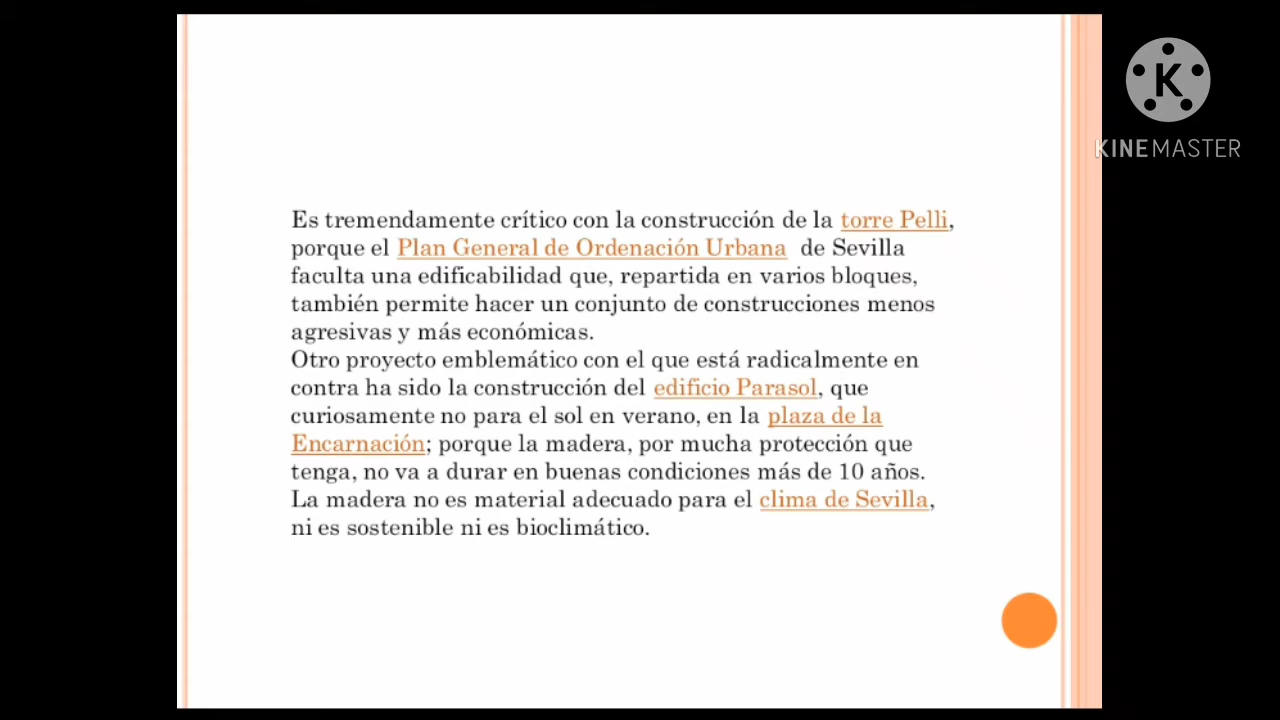 K
KINEMASTER
Es tremendamente crítico con la construcción de la torre Pelli,
porque el Plan General de Ordenación Urbana de Sevilla
faculta una edificabilidad que, repartida en varios bloques,
también permite hacer un conjunto de construcciones menos
agresivas y más económicas.
Otro proyecto emblemático con el que está radicalmente en
contra ha sido la construcción del edificio Parasol, que
curiosamente no para el sol en verano, en la plaza de la
Encarnación; porque la madera, por mucha protección que
tenga, no va a durar en buenas condiciones más de 10 años.
La madera no es material adecuado para el clima de Sevilla,
ni es sostenible ni es bioclimático.